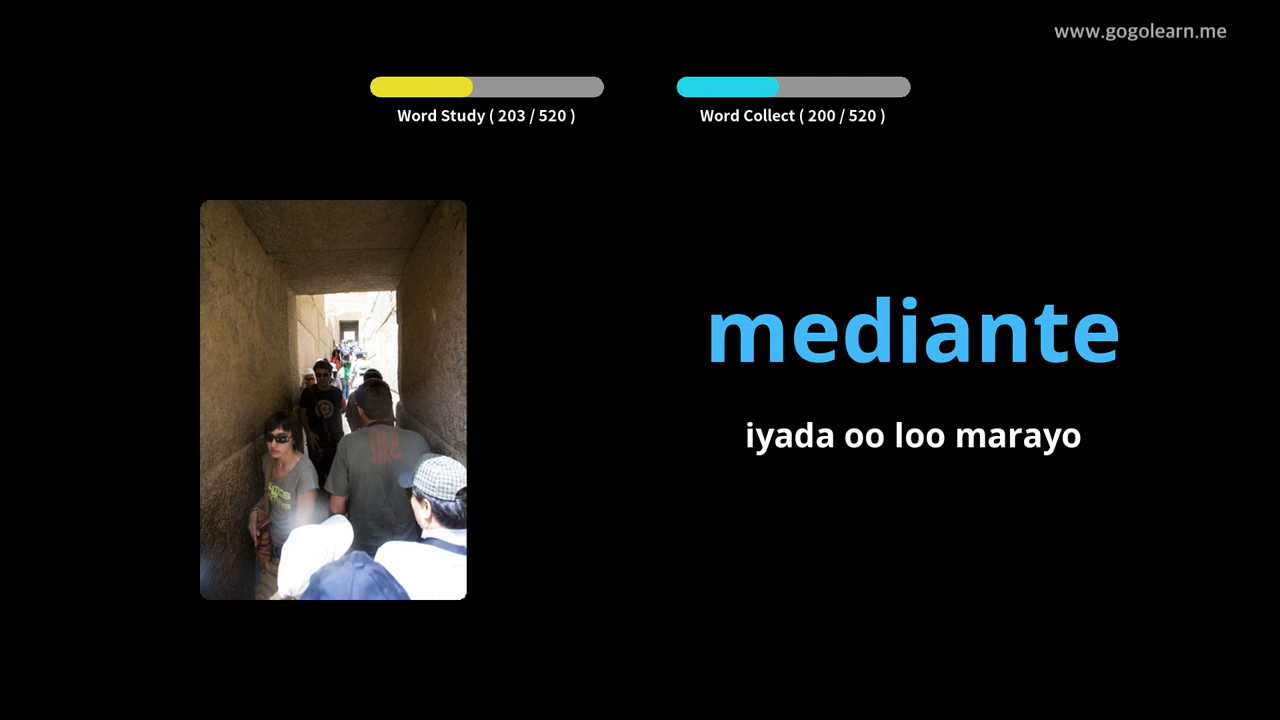 www.gogolearn.me
Word Study ( 203 / 520 )
Word Collect ( 200 / 520 )
mediante
iyada oo loo marayo